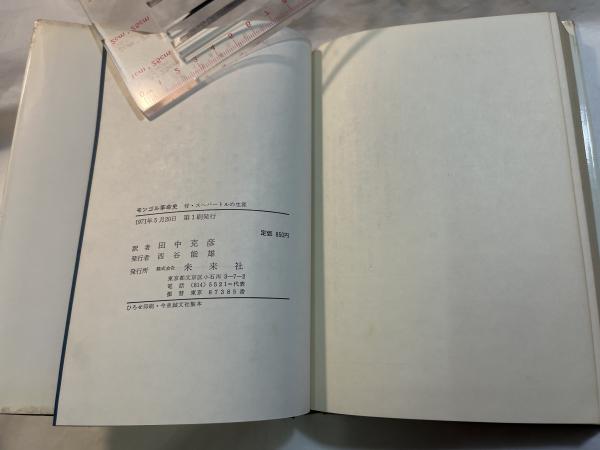 モンゴル革命史 付・スヘバートルの生涯
1971年5月20日 第1刷発行
定価 850円
訳者 田中克彦
発行者 西谷能雄
発行所 株式会社 未来社
東京都文京区小石川3-7-2
電話 (814)5521~代表
振替 東京 87385番
ひろせ印刷・今泉誠文社製本